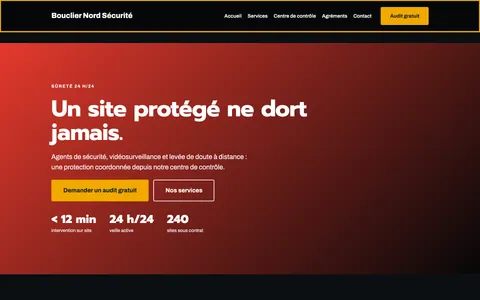 Bouclier Nord Sécurité
Accueil Services Centre de contrôle Agréments Contact Audit gratuit
SÛRETÉ 24 H/24
Un site protégé ne dort
jamais.
Agents de sécurité, vidéosurveillance et levée de doute à distance :
une protection coordonnée depuis notre centre de contrôle.
Demander un audit gratuit Nos services
< 12 min 24 h/24 240
intervention sur site veille active sites sous contrat